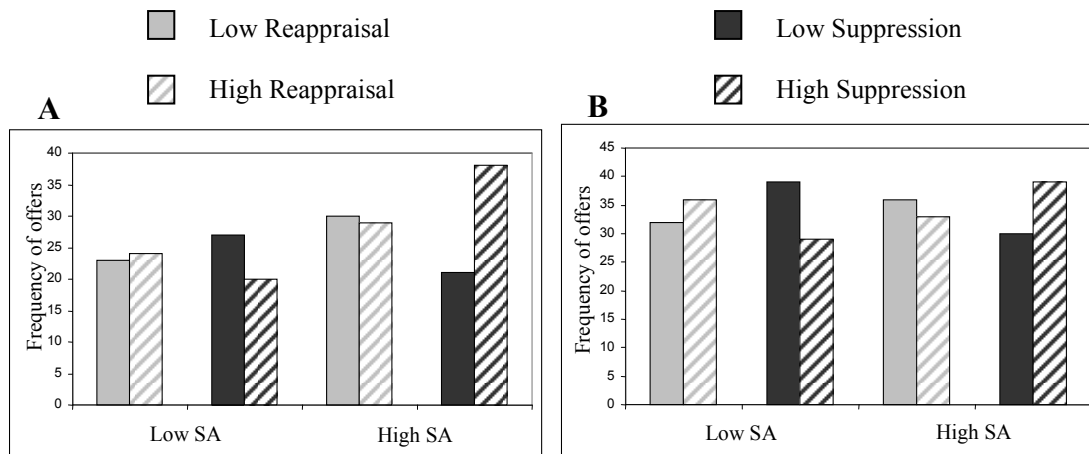 Low Reappraisal
High Reappraisal
Low Suppression
High Suppression
A
Frequency of offers
40
35
30
25
20
15
10
5
0
Low SA
High SA
B
Frequency of offers
45
40
35
30
25
20
15
10
5
0
Low SA
High SA